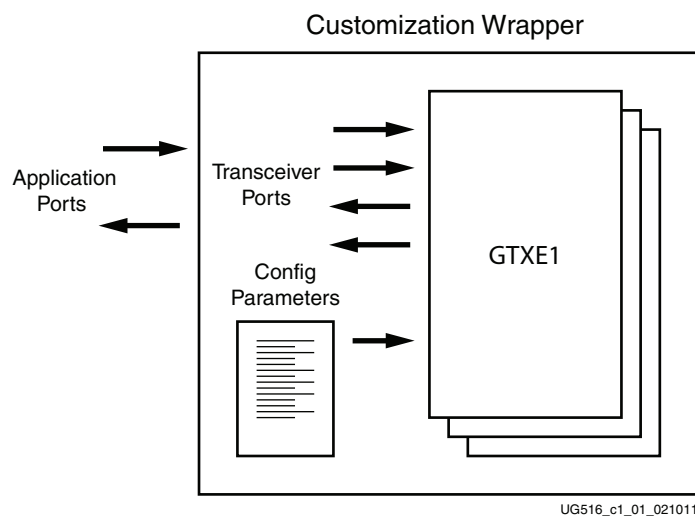 Customization Wrapper
Application
Ports
Transceiver
Ports
Config
Parameters
GTXE1
UG516_c1_01_021011